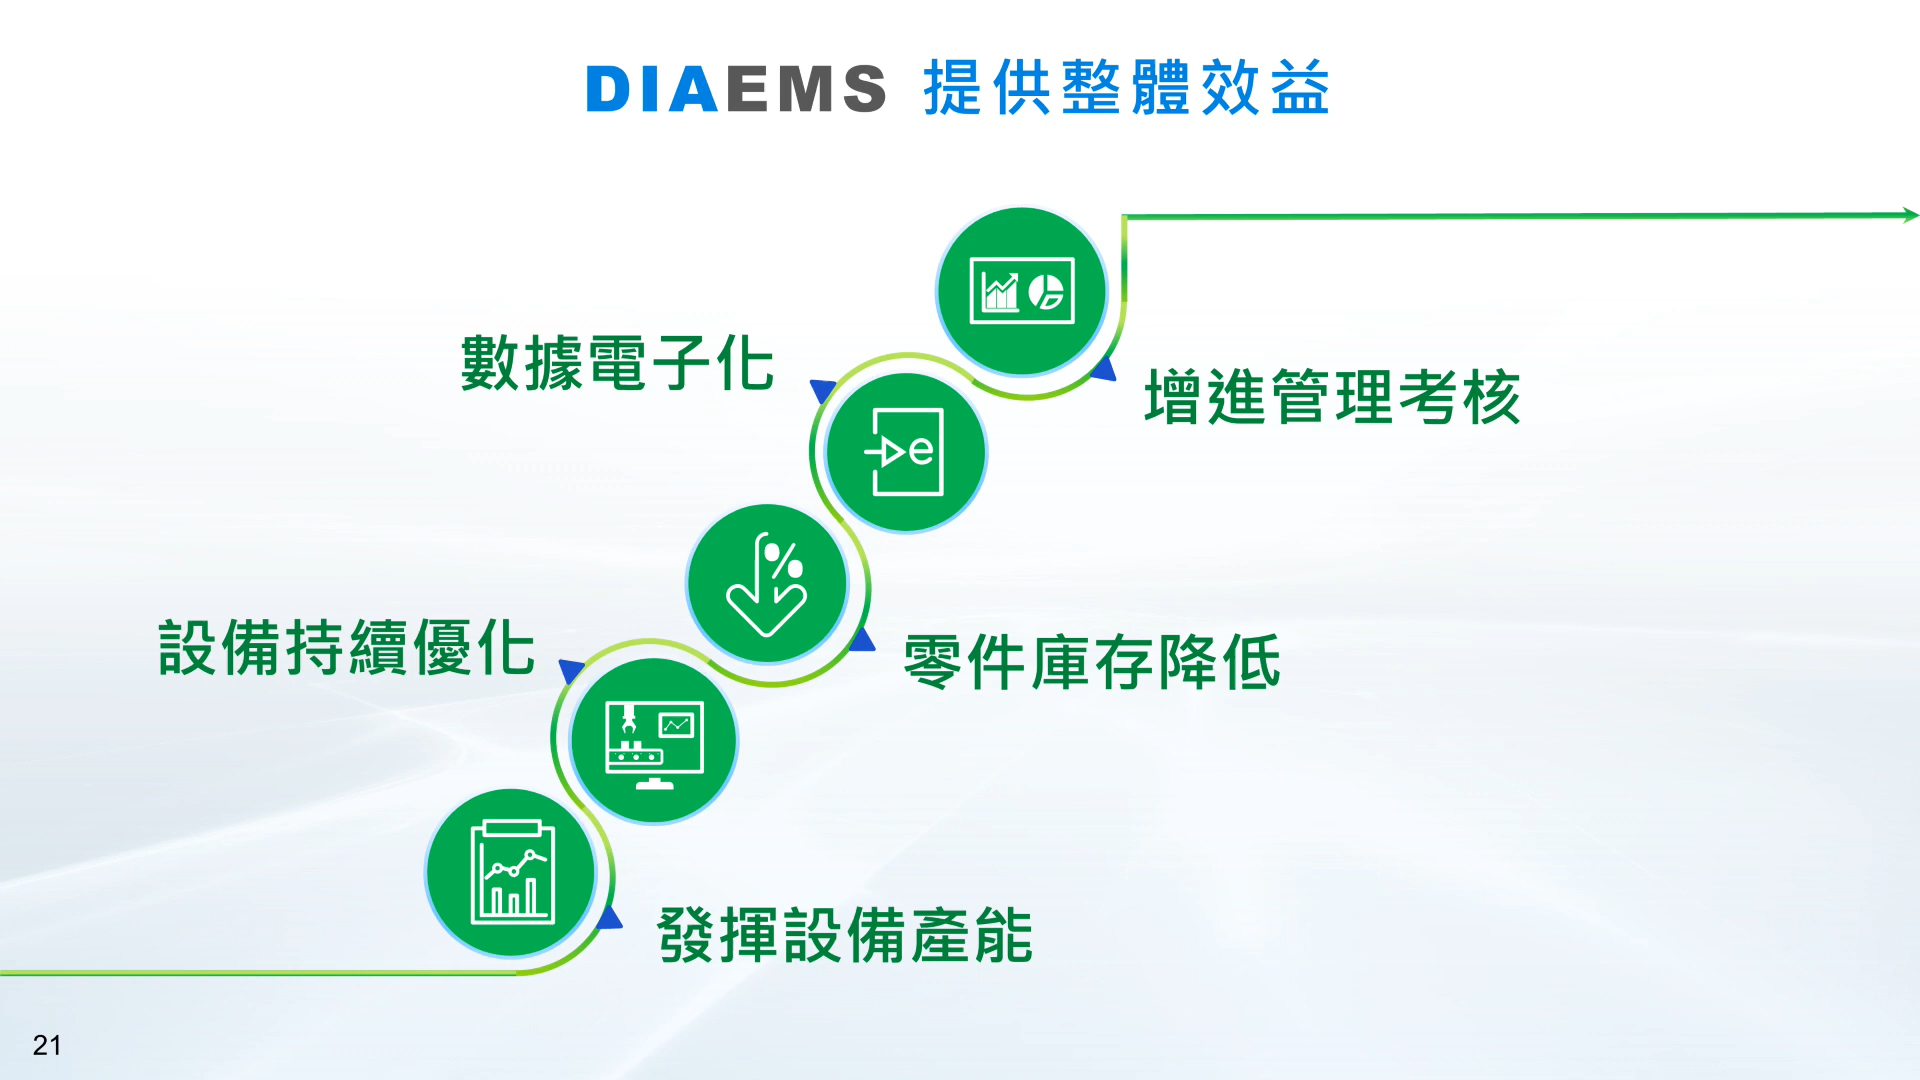 DIAEMS 提供整體效益
數據電子化
增進管理考核
e
%
設備持續優化
零件庫存降低
發揮設備產能
21